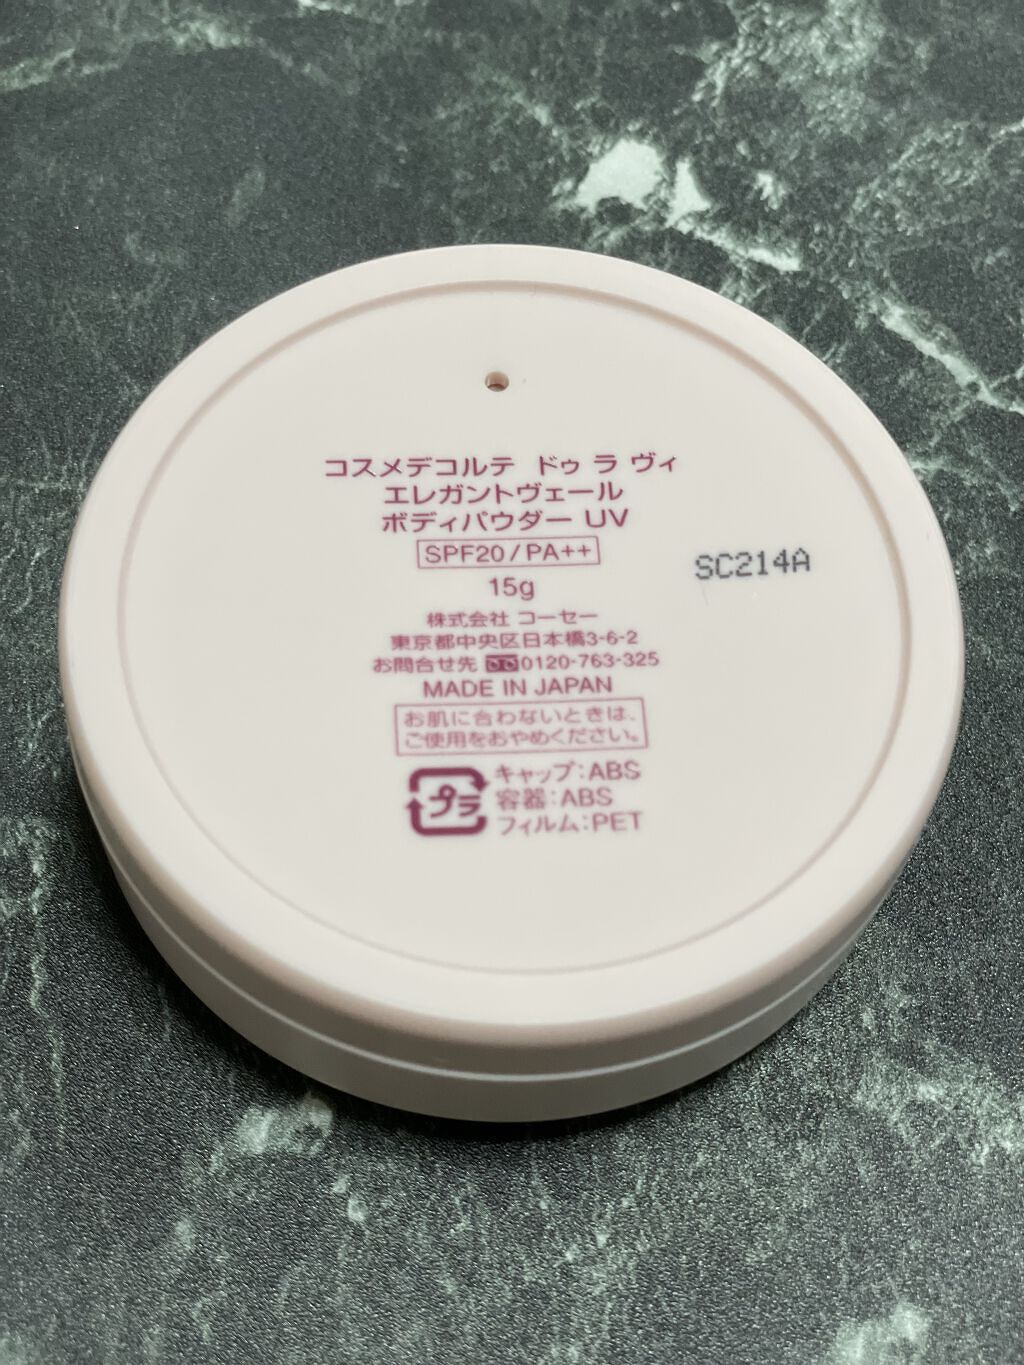 コスメデコルテ ドゥ ラ ヴィ
エレガントヴェール
ボディパウダー UV
SPF20/PA++
SC214A
15g
株式会社 コーセー
東京都中央区日本橋3-6-2
お問合せ先 0120-763-325
MADE IN JAPAN
お肌に合わないときは、
ご使用をおやめください。
プラ
キャップ:ABS
容器:ABS
フィルム:PET